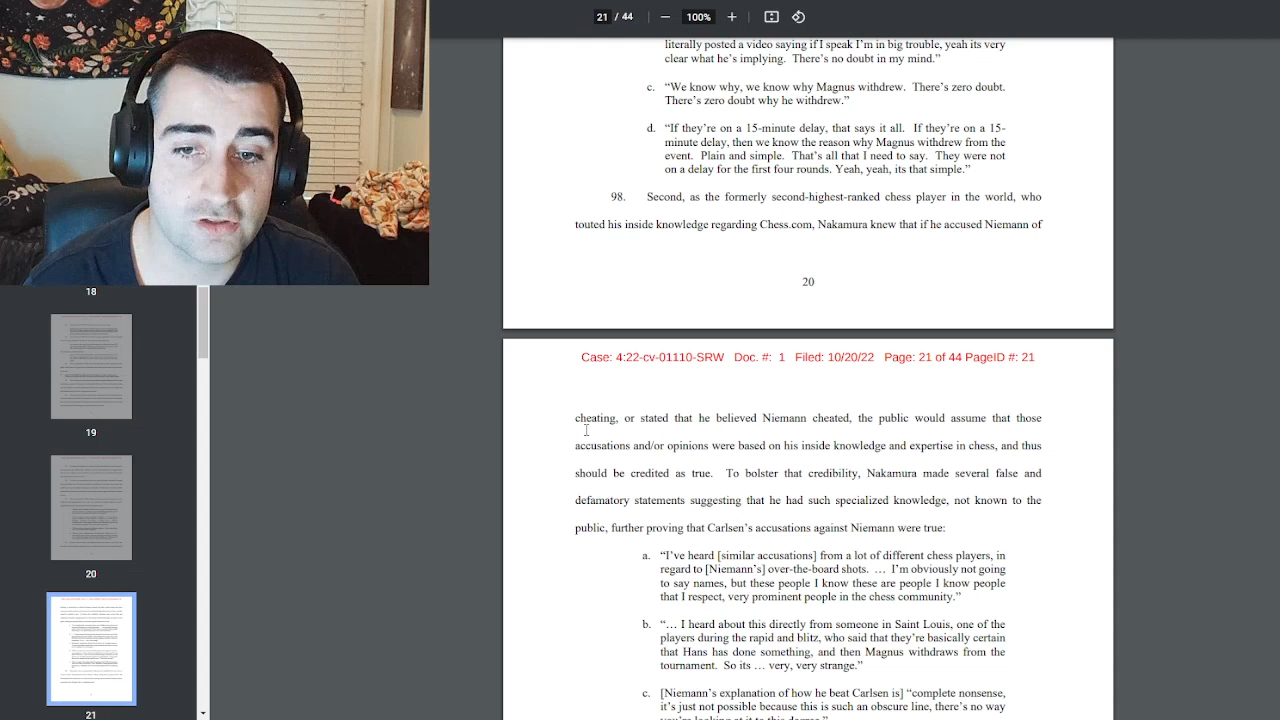 21 / 44
100%
literally posted a video saying if I speak I'm in big trouble, yeah its very
clear what he's implying. There's no doubt in my mind."
c. "We know why, we know why Magnus withdrew. There's zero doubt.
There's zero doubt why he withdrew."
d. "If they're on a 15-minute delay, that says it all. If they're on a 15-
minute delay, then we know the reason why Magnus withdrew from the
event. Plain and simple. That's all that I need to say. They were not
on a delay for the first four rounds. Yeah, yeah, its that simple."
98. Second, as the formerly second-highest-ranked chess player in the world, who
touted his inside knowledge regarding Chess.com, Nakamura knew that if he accused Niemann of
20
Case: 4:22-cv-01110-SRW Doc. #: 1 Filed: 10/20/22 Page: 21 of 44 PageID #: 21
cheating, or stated that he believed Niemann cheated, the public would assume that those
accusations and/or opinions were based on his inside knowledge and expertise in chess, and thus
should be credited as true. To bolster that credibility, Nakamura made several false and
defamatory statements suggesting that he had such specialized knowledge, not known to the
public, further proving that Carlsen's accusations against Niemann were true:
a. "I've heard [similar accusations] from a lot of different chess players, in
regard to [Niemann's] over-the-board shots. … I'm obviously not going
to say names, but these people I know these are people I know people
that I respect, very prominent people in the chess community."
b. "… I heard about this directly from someone in Saint Louis, one of the
players during the rapid and blitz, who said that they're basically certain
that Hans has done something, and then Magnus withdrew from the
tournament. So its … very, very strange."
c. [Niemann's explanation of how he beat Carlsen is] "complete nonsense,
it's just not possible because this is such an obscure line, there's no way
you're looking at it to this degree."
18
19
20
21